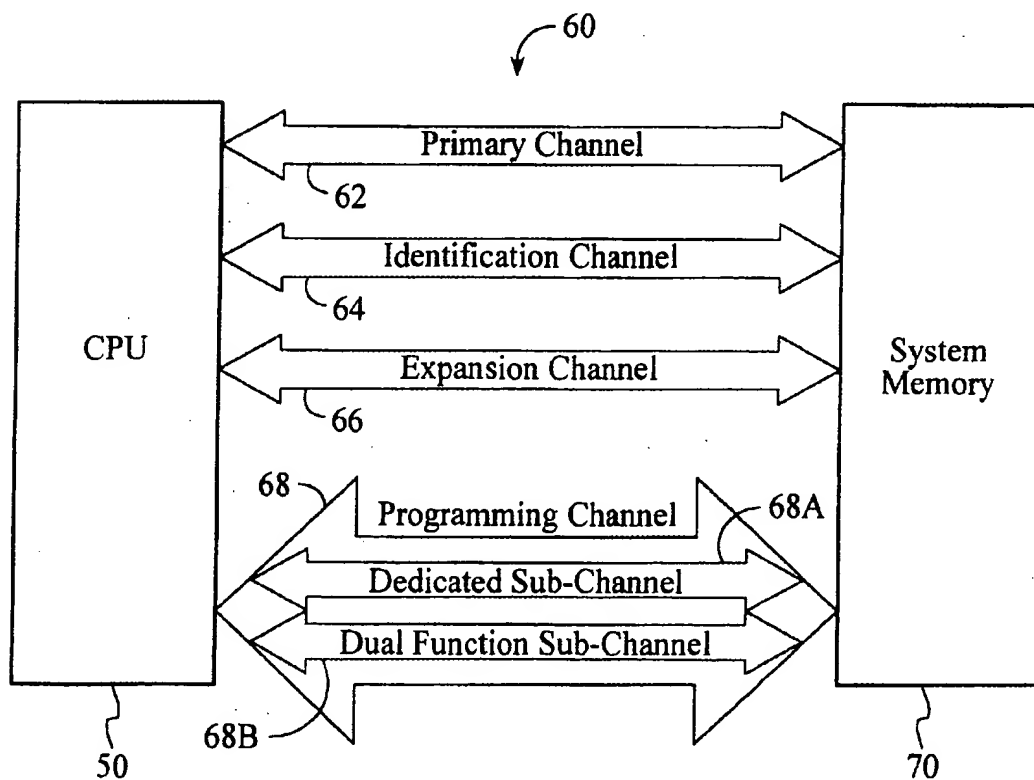 60
Primary Channel
62
Identification Channel
64
CPU
Expansion Channel
System
Memory
66
68
Programming Channel
68A
Dedicated Sub-Channel
Dual Function Sub-Channel
68B
50
70